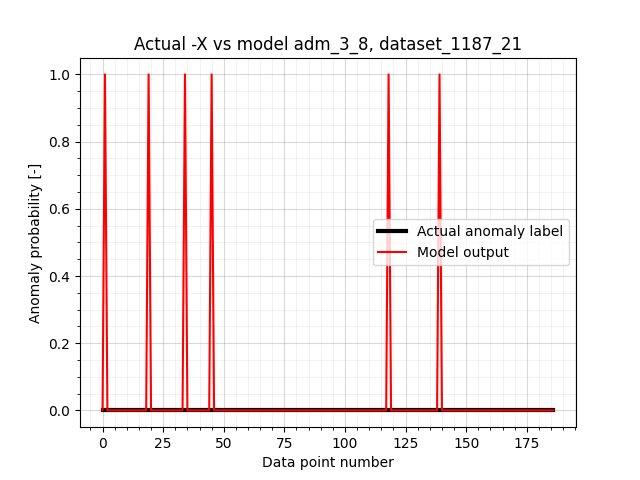 Actual -X vs model adm_3_8, dataset_1187_21
1.0
0.8
0.6
0.4
0.2
0.0
Anomaly probability [-]
Actual anomaly label
Model output
0 25 50 75 100 125 150 175
Data point number